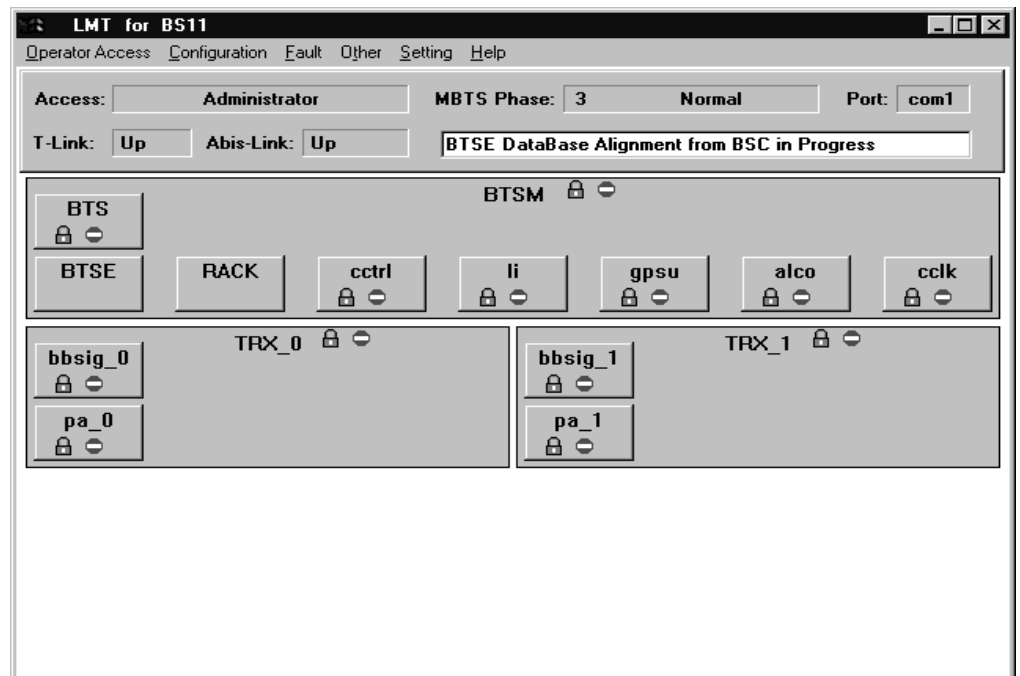 LMT for BS11
Operator Access Configuration Fault Other Setting Help
Access: Administrator MBTS Phase: 3 Normal Port: com1
T-Link: Up Abis-Link: Up BTSE DataBase Alignment from BSC in Progress
BTSM
BTS
BTSE RACK cctrl li gpsu alco cclk
TRX_0 TRX_1
bbsig_0 bbsig_1
pa_0 pa_1